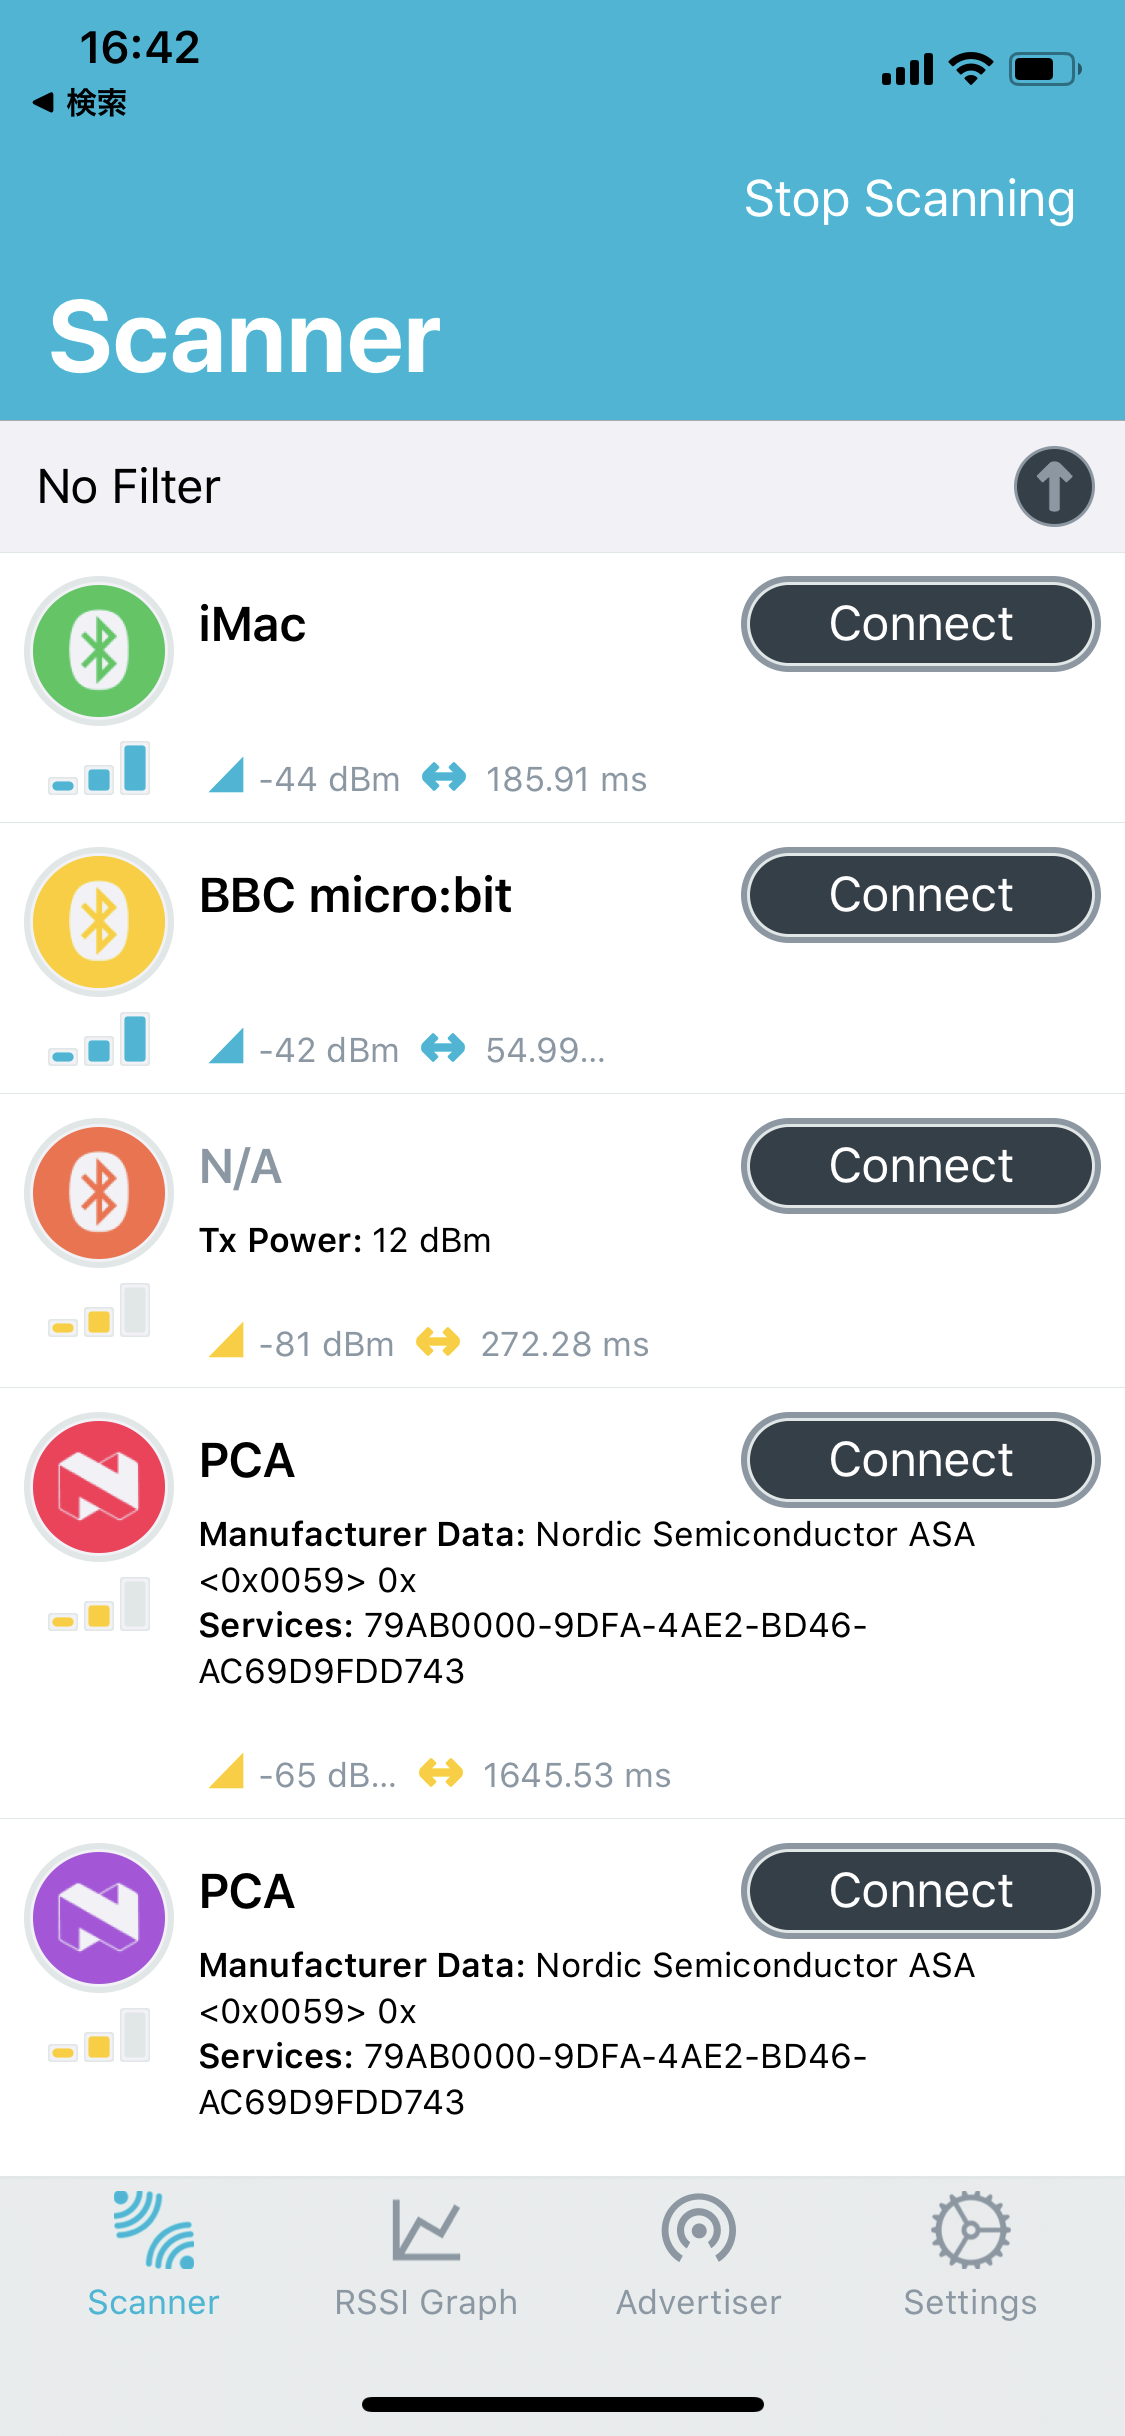 16:42
◀ 検索
Stop Scanning
Scanner
No Filter
iMac
Connect
-44 dBm
185.91 ms
BBC micro:bit
Connect
-42 dBm
54.99...
N/A
Connect
Tx Power: 12 dBm
-81 dBm
272.28 ms
PCA
Connect
Manufacturer Data: Nordic Semiconductor ASA
<0x0059> 0x
Services: 79AB0000-9DFA-4AE2-BD46-
AC69D9FDD743
-65 dB...
1645.53 ms
PCA
Connect
Manufacturer Data: Nordic Semiconductor ASA
<0x0059> 0x
Services: 79AB0000-9DFA-4AE2-BD46-
AC69D9FDD743
Scanner
RSSI Graph
Advertiser
Settings